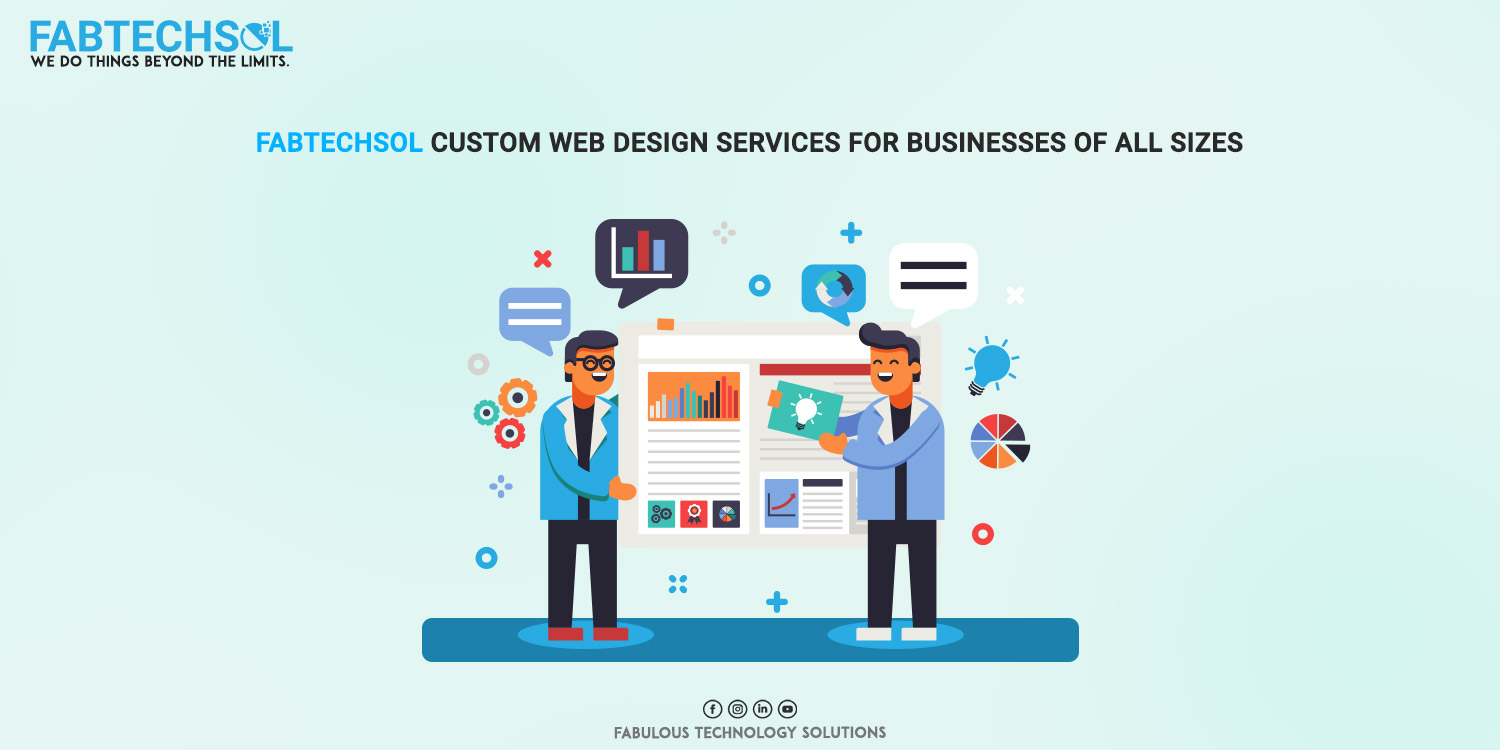 FABTECHSOL
WE DO THINGS BEYOND THE LIMITS.
FABTECHSOL CUSTOM WEB DESIGN SERVICES FOR BUSINESSES OF ALL SIZES
FABULOUS TECHNOLOGY SOLUTIONS